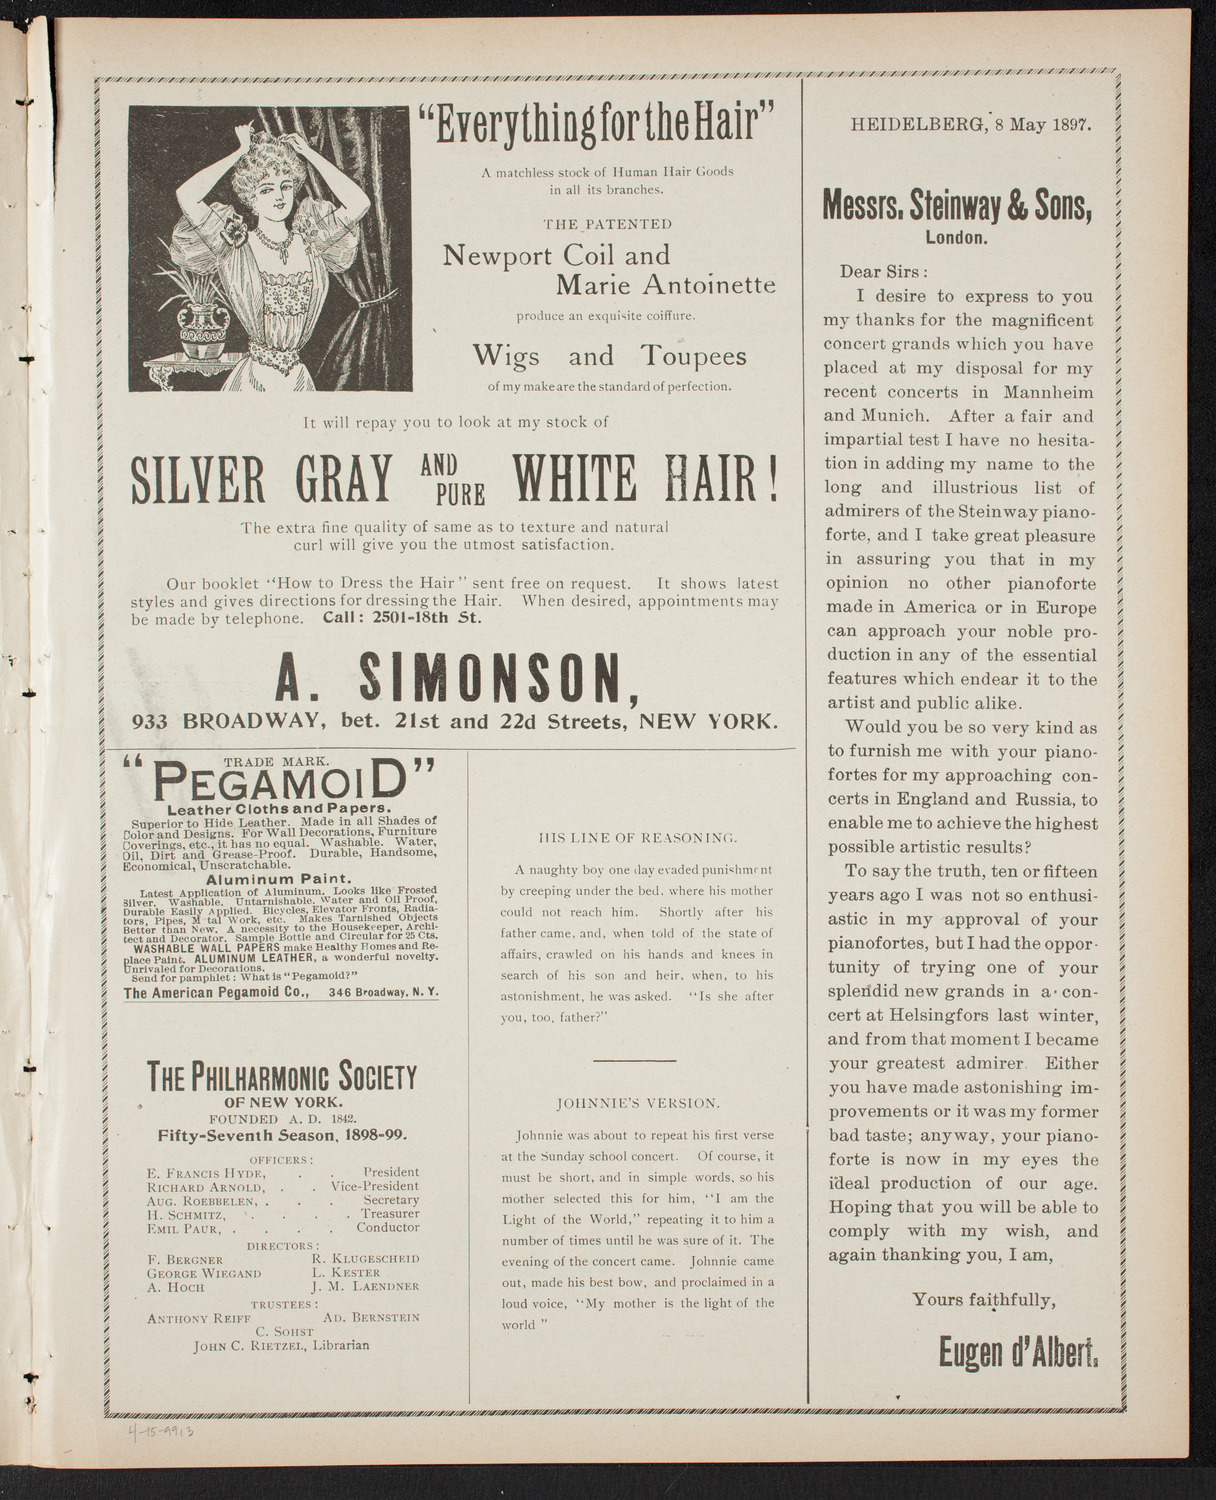 "Everything for the Hair"
A matchless stock of Human Hair Goods
in all its branches.
THE PATENTED
Newport Coil and
Marie Antoinette
produce an exquisite coiffure.
Wigs and Toupees
of my make are the standard of perfection.
It will repay you to look at my stock of
SILVER GRAY AND PURE WHITE HAIR!
The extra fine quality of same as to texture and natural
curl will give you the utmost satisfaction.
Our booklet "How to Dress the Hair" sent free on request. It shows latest
styles and gives directions for dressing the Hair. When desired, appointments may
be made by telephone. Call: 2501-18th St.
A. SIMONSON,
933 BROADWAY, bet. 21st and 22d Streets, NEW YORK.
TRADE MARK.
"PEGAMOID"
Leather Cloths and Papers.
Superior to Hide Leather. Made in all Shades of
Color and Designs. For Wall Decorations, Furniture
Coverings, etc., it has no equal. Washable. Water,
Oil, Dirt and Grease-Proof. Durable, Handsome,
Economical, Unscratchable.
Aluminum Paint.
Latest Application of Aluminum. Looks like Frosted
Silver. Washable. Untarnishable. Water and Oil Proof,
Durable Easily Applied. Bicycles, Elevator Fronts, Radia-
tors, Pipes, M tal Work, etc. Makes Tarnished Objects
Better than New. A necessity to the Housekeeper, Archi-
tect and Decorator. Sample Bottle and Circular for 25 Cts.
WASHABLE WALL PAPERS make Healthy Homes and Re-
place Paint. ALUMINUM LEATHER, a wonderful novelty.
Unrivaled for Decorations.
Send for pamphlet: What is "Pegamoid?"
The American Pegamoid Co., 346 Broadway, N. Y.
THE PHILHARMONIC SOCIETY
OF NEW YORK.
FOUNDED A. D. 1842.
Fifty-Seventh Season, 1898-99.
OFFICERS:
E. FRANCIS HYDE, . . President
RICHARD ARNOLD, . . Vice-President
AUG. ROEBBELEN, . . . Secretary
H. SCHMITZ, . . . . Treasurer
EMIL PAUR, . . . . Conductor
DIRECTORS:
F. BERGNER R. KLUGESCHEID
GEORGE WIEGAND L. KESTER
A. HOCH J. M. LAENDNER
TRUSTEES:
ANTHONY REIFF AD. BERNSTEIN
C. SOHST
JOHN C. RIETZEL, Librarian
HIS LINE OF REASONING.
A naughty boy one day evaded punishment
by creeping under the bed, where his mother
could not reach him. Shortly after his
father came, and, when told of the state of
affairs, crawled on his hands and knees in
search of his son and heir, when, to his
astonishment, he was asked. "Is she after
you, too, father?"
JOHNNIE'S VERSION.
Johnnie was about to repeat his first verse
at the Sunday school concert. Of course, it
must be short, and in simple words, so his
mother selected this for him, "I am the
Light of the World," repeating it to him a
number of times until he was sure of it. The
evening of the concert came. Johnnie came
out, made his best bow, and proclaimed in a
loud voice, "My mother is the light of the
world"
HEIDELBERG, 8 May 1897.
Messrs. Steinway & Sons,
London.
Dear Sirs:
I desire to express to you
my thanks for the magnificent
concert grands which you have
placed at my disposal for my
recent concerts in Mannheim
and Munich. After a fair and
impartial test I have no hesita-
tion in adding my name to the
long and illustrious list of
admirers of the Steinway piano-
forte, and I take great pleasure
in assuring you that in my
opinion no other pianoforte
made in America or in Europe
can approach your noble pro-
duction in any of the essential
features which endear it to the
artist and public alike.
Would you be so very kind as
to furnish me with your piano-
fortes for my approaching con-
certs in England and Russia, to
enable me to achieve the highest
possible artistic results?
To say the truth, ten or fifteen
years ago I was not so enthusi-
astic in my approval of your
pianofortes, but I had the oppor-
tunity of trying one of your
splendid new grands in a con-
cert at Helsingfors last winter,
and from that moment I became
your greatest admirer. Either
you have made astonishing im-
provements or it was my former
bad taste; anyway, your piano-
forte is now in my eyes the
ideal production of our age.
Hoping that you will be able to
comply with my wish, and
again thanking you, I am,
Yours faithfully,
Eugen d'Albert.
4-15-9913